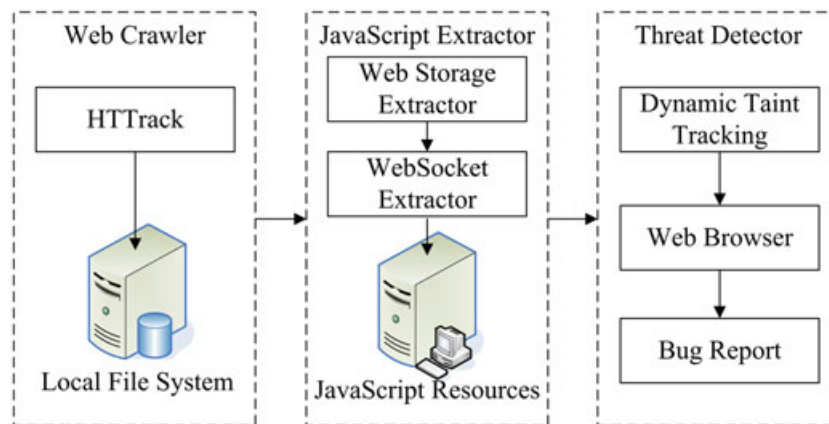 Web Crawler
HTTrack
Local File System
JavaScript Extractor
Web Storage
Extractor
WebSocket
Extractor
JavaScript Resources
Threat Detector
Dynamic Taint
Tracking
Web Browser
Bug Report